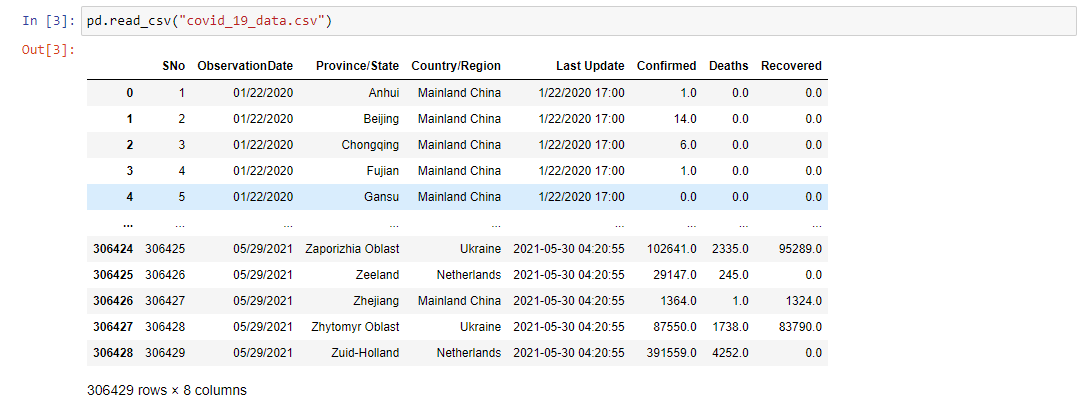 In [3]: pd.read_csv("covid_19_data.csv")
Out[3]:
SNo ObservationDate Province/State Country/Region Last Update Confirmed Deaths Recovered
0 1 01/22/2020 Anhui Mainland China 1/22/2020 17:00 1.0 0.0 0.0
1 2 01/22/2020 Beijing Mainland China 1/22/2020 17:00 14.0 0.0 0.0
2 3 01/22/2020 Chongqing Mainland China 1/22/2020 17:00 6.0 0.0 0.0
3 4 01/22/2020 Fujian Mainland China 1/22/2020 17:00 1.0 0.0 0.0
4 5 01/22/2020 Gansu Mainland China 1/22/2020 17:00 0.0 0.0 0.0
... ... ... ... ... ... ... ... ...
306424 306425 05/29/2021 Zaporizhia Oblast Ukraine 2021-05-30 04:20:55 102641.0 2335.0 95289.0
306425 306426 05/29/2021 Zeeland Netherlands 2021-05-30 04:20:55 29147.0 245.0 0.0
306426 306427 05/29/2021 Zhejiang Mainland China 2021-05-30 04:20:55 1364.0 1.0 1324.0
306427 306428 05/29/2021 Zhytomyr Oblast Ukraine 2021-05-30 04:20:55 87550.0 1738.0 83790.0
306428 306429 05/29/2021 Zuid-Holland Netherlands 2021-05-30 04:20:55 391559.0 4252.0 0.0
306429 rows × 8 columns